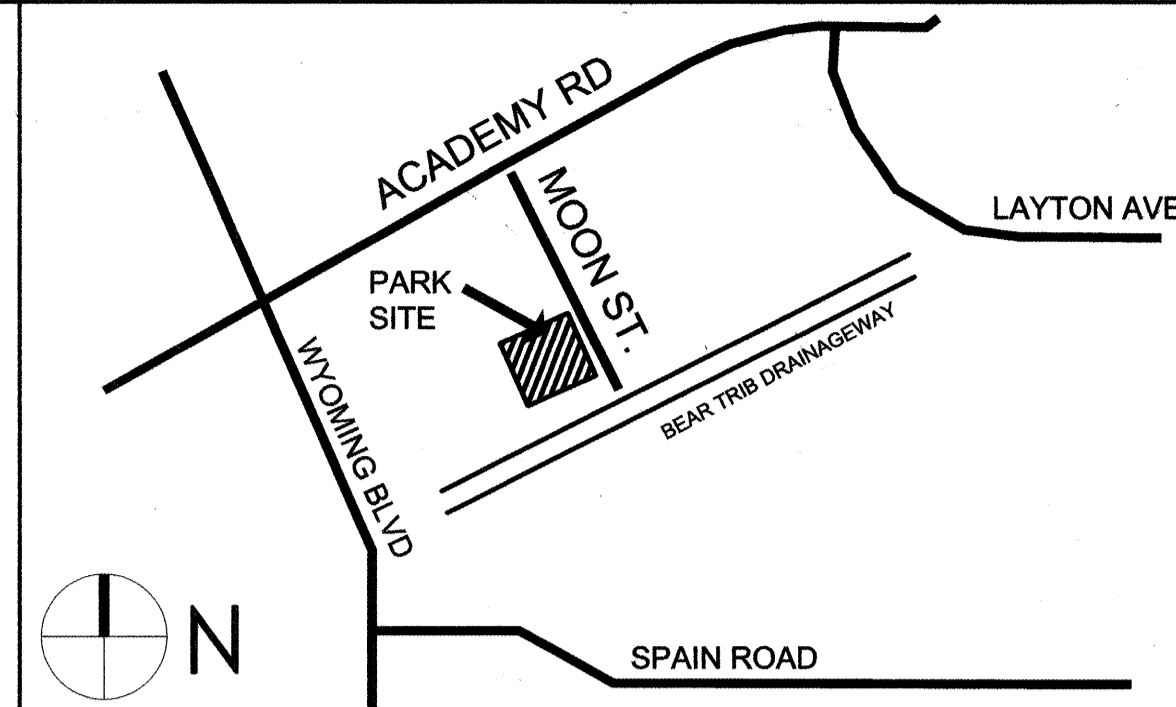 ACADEMY RD
MOON ST.
LAYTON AVE
PARK
SITE
WYOMING BLVD
BEAR TRIB DRAINAGEWAY
N
SPAIN ROAD